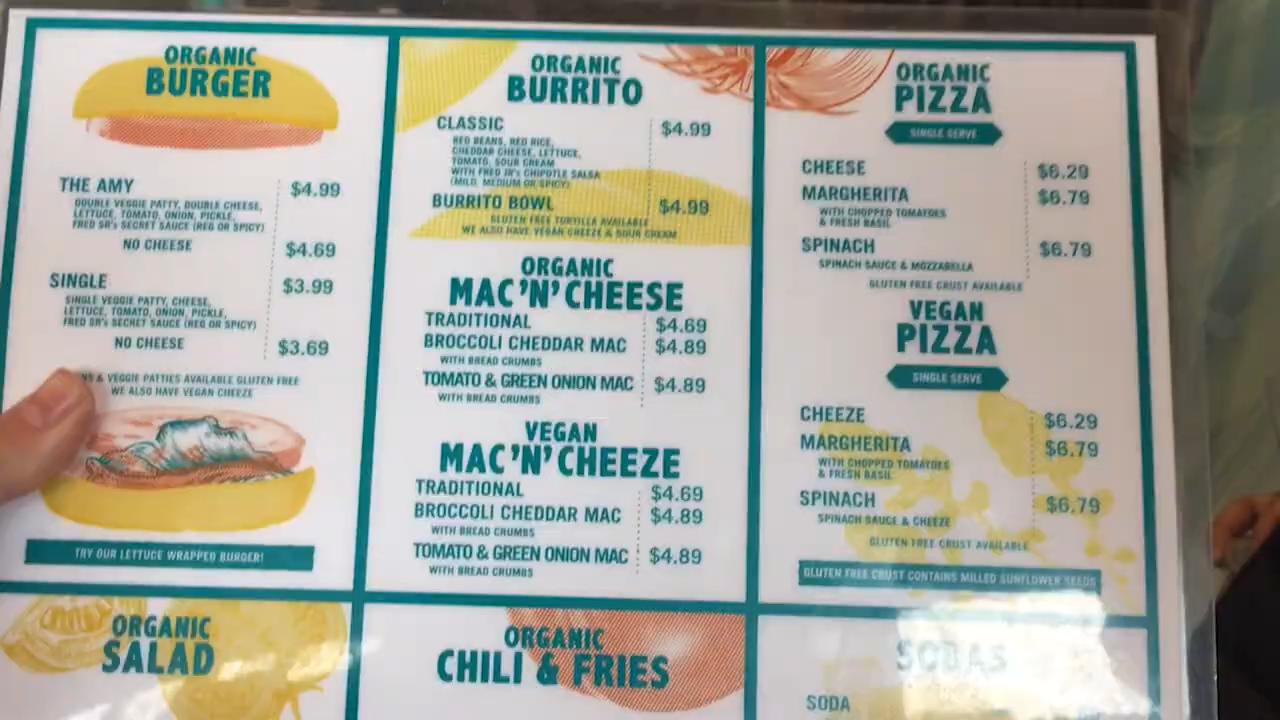 ORGANIC
BURGER
THE AMY $4.99
DOUBLE VEGGIE PATTY, DOUBLE CHEESE,
LETTUCE, TOMATO, ONION, PICKLE,
FRED SR's SECRET SAUCE (REG OR SPICY)
NO CHEESE $4.69
SINGLE $3.99
SINGLE VEGGIE PATTY, CHEESE,
LETTUCE, TOMATO, ONION, PICKLE,
FRED SR's SECRET SAUCE (REG OR SPICY)
NO CHEESE $3.69
& VEGGIE PATTIES AVAILABLE GLUTEN FREE
WE ALSO HAVE VEGAN CHEEZE
TRY OUR LETTUCE WRAPPED BURGER!
ORGANIC
BURRITO
CLASSIC $4.99
RED BEANS, RED RICE,
CHEDDAR CHEESE, LETTUCE,
TOMATO, SOUR CREAM
WITH FRED JR's CHIPOTLE SALSA
(MILD, MEDIUM OR SPICY)
BURRITO BOWL $4.99
GLUTEN FREE TORTILLA AVAILABLE
WE ALSO HAVE VEGAN CHEEZE & SOUR CREAM
ORGANIC
MAC 'N' CHEESE
TRADITIONAL $4.69
BROCCOLI CHEDDAR MAC $4.89
WITH BREAD CRUMBS
TOMATO & GREEN ONION MAC $4.89
WITH BREAD CRUMBS
VEGAN
MAC 'N' CHEEZE
TRADITIONAL $4.69
BROCCOLI CHEDDAR MAC $4.89
WITH BREAD CRUMBS
TOMATO & GREEN ONION MAC $4.89
WITH BREAD CRUMBS
ORGANIC
PIZZA
SINGLE SERVE
CHEESE $6.29
MARGHERITA $6.79
WITH CHOPPED TOMATOES
& FRESH BASIL
SPINACH $6.79
SPINACH SAUCE & MOZZARELLA
GLUTEN FREE CRUST AVAILABLE
VEGAN
PIZZA
SINGLE SERVE
CHEEZE $6.29
MARGHERITA $6.79
WITH CHOPPED TOMATOES
& FRESH BASIL
SPINACH $6.79
SPINACH SAUCE & CHEEZE
GLUTEN FREE CRUST AVAILABLE
GLUTEN FREE CRUST CONTAINS MILLED SUNFLOWER SEEDS
ORGANIC
SALAD
ORGANIC
CHILI & FRIES
SODAS
SODA